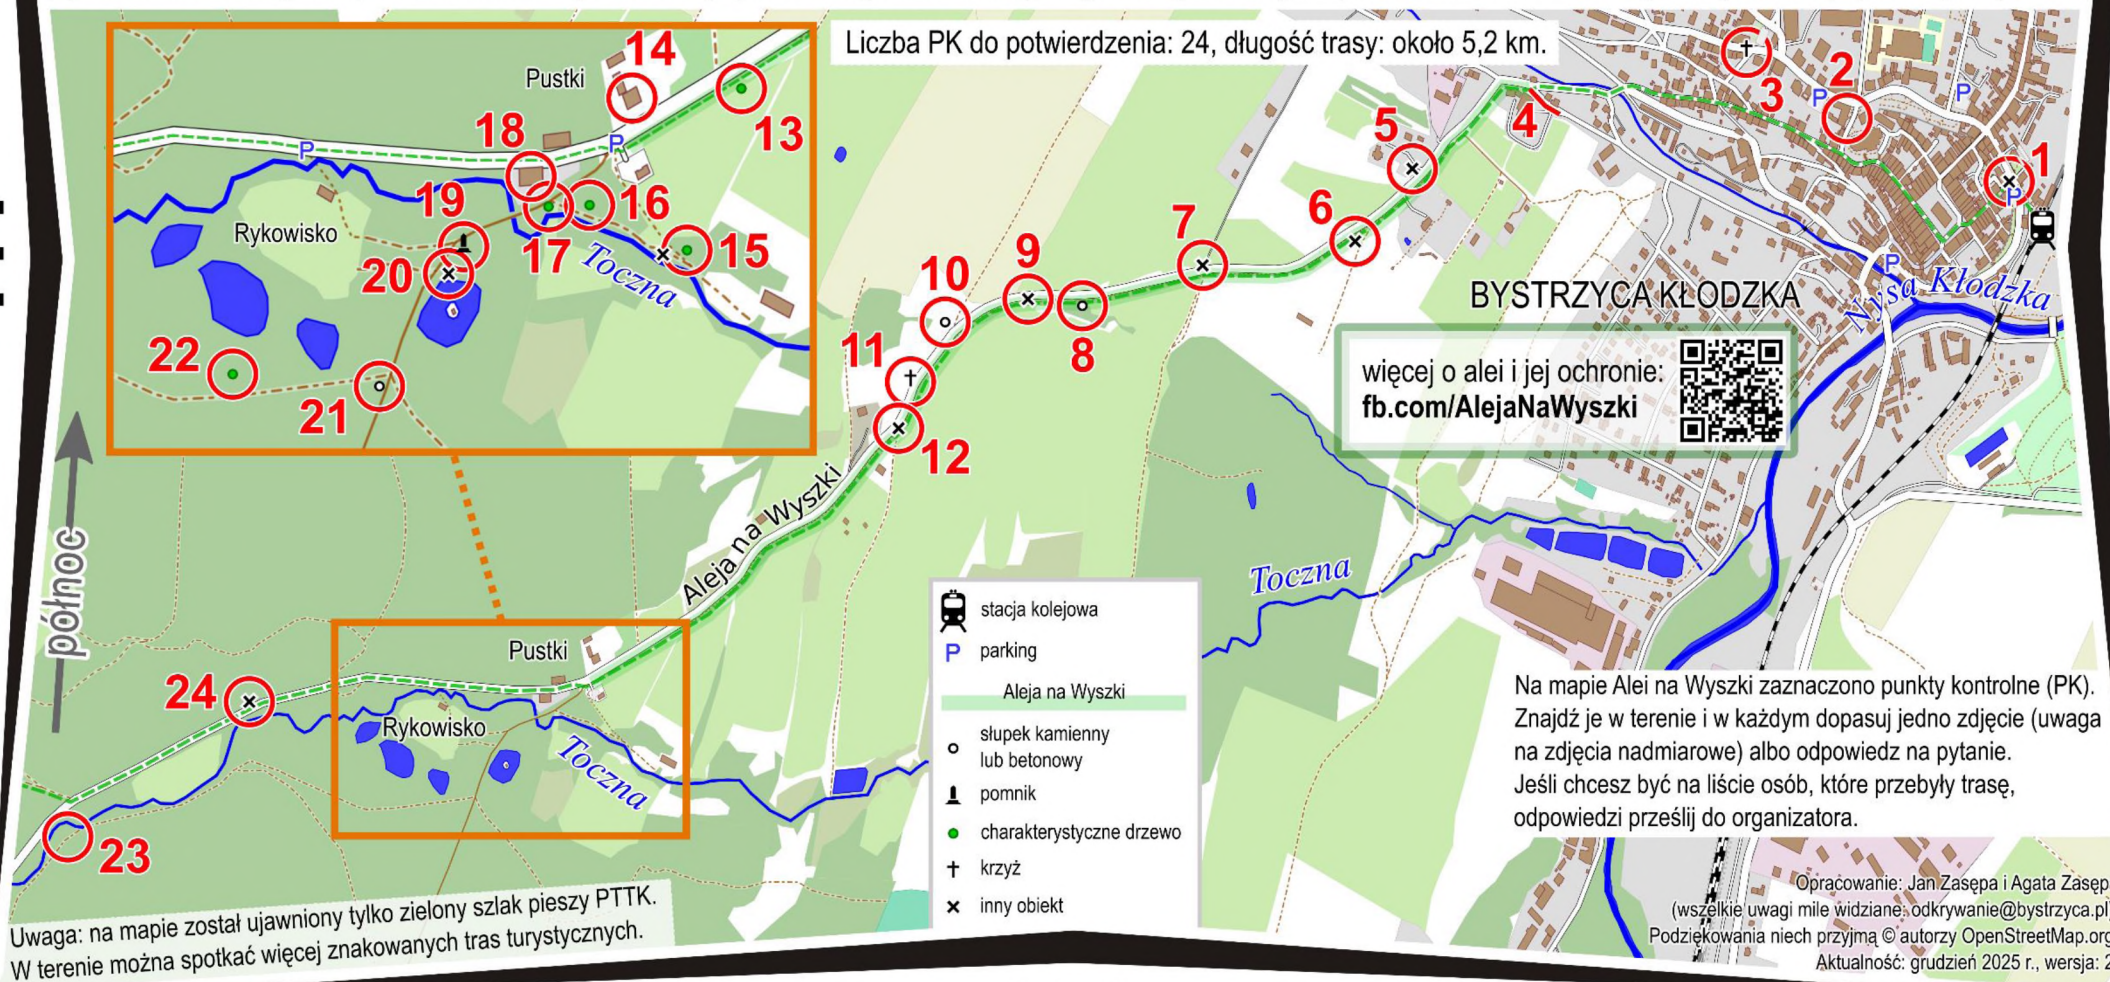 Liczba PK do potwierdzenia: 24, długość trasy: około 5,2 km.
14
Pustki
13
18
P
P
19
16
Rykowisko
17
15
20
Toczna
22
21
3
2
P
P
1
P
4
5
6
7
9
10
8
11
12
BYSTRZYCA KŁODZKA
P
Nysa Kłodzka
więcej o alei i jej ochronie:
fb.com/AlejaNaWyszki
północ
Aleja na Wyszki
Toczna
Pustki
24
Rykowisko
Toczna
23
stacja kolejowa
P parking
Aleja na Wyszki
słupek kamienny
lub betonowy
pomnik
charakterystyczne drzewo
krzyż
inny obiekt
Na mapie Alei na Wyszki zaznaczono punkty kontrolne (PK).
Znajdź je w terenie i w każdym dopasuj jedno zdjęcie (uwaga
na zdjęcia nadmiarowe) albo odpowiedz na pytanie.
Jeśli chcesz być na liście osób, które przebyły trasę,
odpowiedzi prześlij do organizatora.
Uwaga: na mapie został ujawniony tylko zielony szlak pieszy PTTK.
W terenie można spotkać więcej znakowanych tras turystycznych.
Opracowanie: Jan Zasępa i Agata Zasęp
(wszelkie uwagi mile widziane: odkrywanie@bystrzyca.pl)
Podziękowania niech przyjmą © autorzy OpenStreetMap.org
Aktualność: grudzień 2025 r., wersja: 2